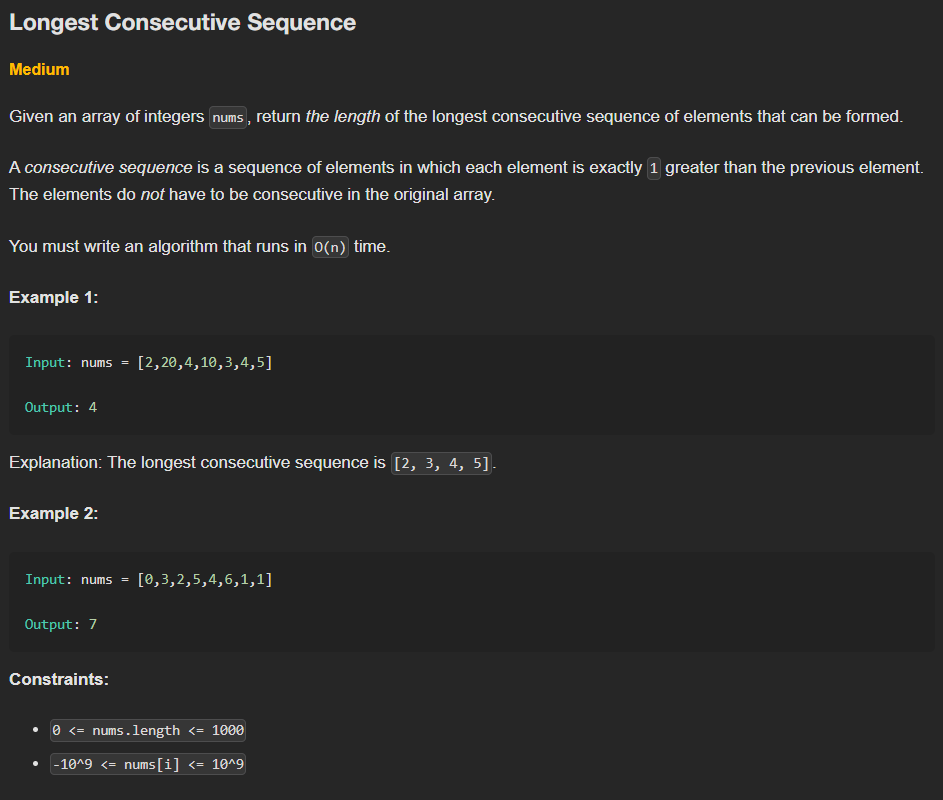 Longest Consecutive Sequence
Medium
Given an array of integers nums, return the length of the longest consecutive sequence of elements that can be formed.
A consecutive sequence is a sequence of elements in which each element is exactly 1 greater than the previous element.
The elements do not have to be consecutive in the original array.
You must write an algorithm that runs in O(n) time.
Example 1:
Input: nums = [2,20,4,10,3,4,5]
Output: 4
Explanation: The longest consecutive sequence is [2, 3, 4, 5].
Example 2:
Input: nums = [0,3,2,5,4,6,1,1]
Output: 7
Constraints:
• 0 <= nums.length <= 1000
• -10^9 <= nums[i] <= 10^9